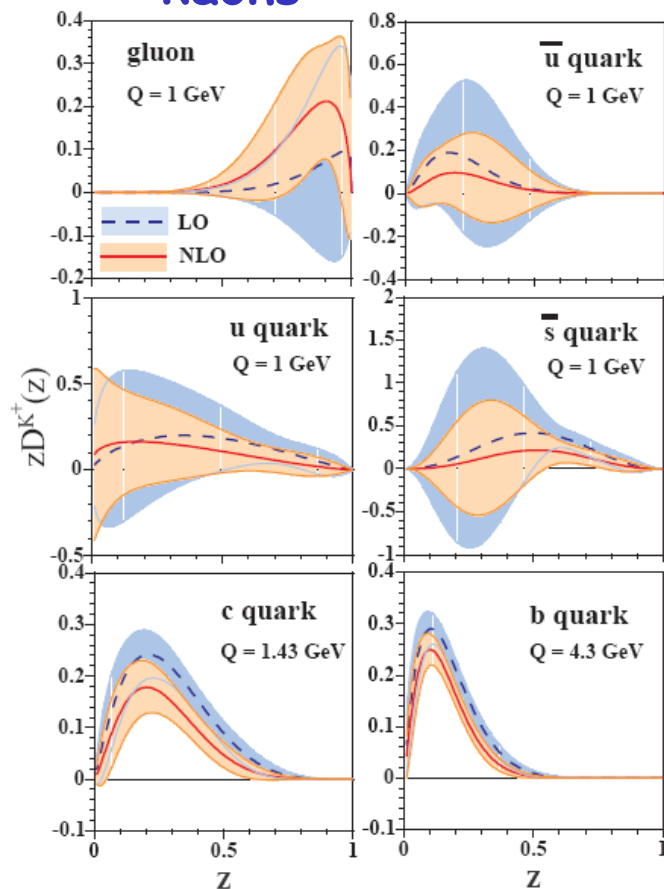 Kaons
0.4
0.3
0.2
0.1
0
-0.1
-0.2
gluon
Q = 1 GeV
LO
NLO
0.8
0.6
0.4
0.2
0
-0.2
-0.4
u̅ quark
Q = 1 GeV
zD^{K^+}(z)
1
0.5
0
-0.5
u quark
Q = 1 GeV
2
1.5
1
0.5
0
-0.5
-1
s̅ quark
Q = 1 GeV
0.4
0.3
0.2
0.1
0
-0.1
c quark
Q = 1.43 GeV
0 0.5 1
z
0.4
0.3
0.2
0.1
0
-0.1
b quark
Q = 4.3 GeV
0 0.5 1
z